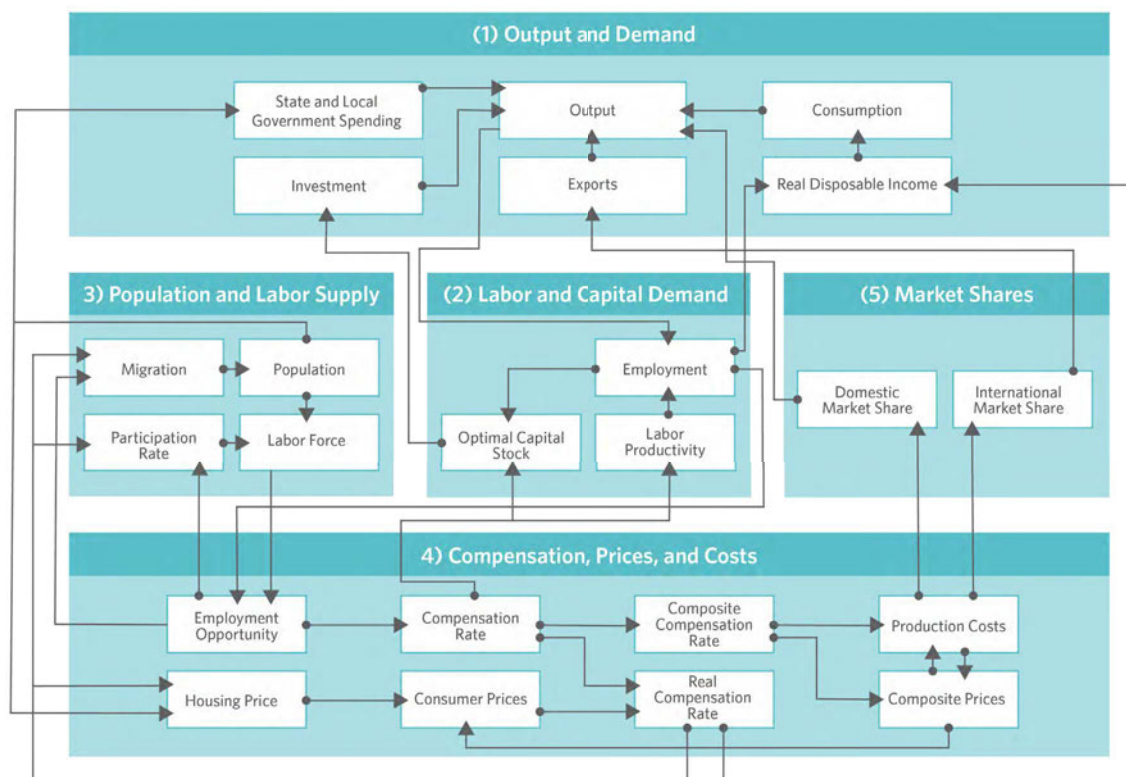 (1) Output and Demand
State and Local
Government Spending
Output
Consumption
Investment
Exports
Real Disposable Income
3) Population and Labor Supply
(2) Labor and Capital Demand
(5) Market Shares
Migration
Population
Employment
Domestic
Market Share
International
Market Share
Participation
Rate
Labor Force
Optimal Capital
Stock
Labor
Productivity
4) Compensation, Prices, and Costs
Employment
Opportunity
Compensation
Rate
Composite
Compensation
Rate
Production Costs
Housing Price
Consumer Prices
Real
Compensation
Rate
Composite Prices